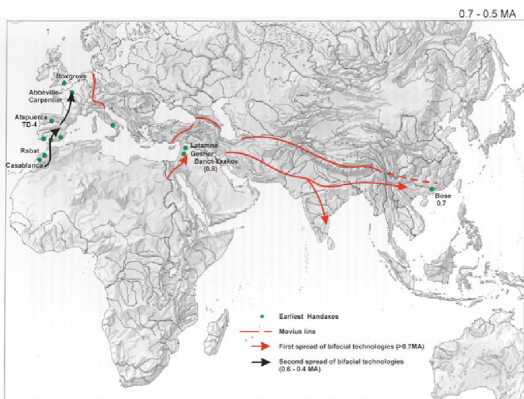 0.7 - 0.5 MA
Boxgrove
Abbeville-
Carpentier
Atapuerca
TD-4
Rabat
Casablanca
Latamne
Gesher
Banot-Yaakov
(0.8)
Bose
0,7
Earliest Handaxes
Movius line
First spread of bifacial technologies (>0.7MA)
Second spread of bifacial technologies
(0.6 - 0.4 MA)